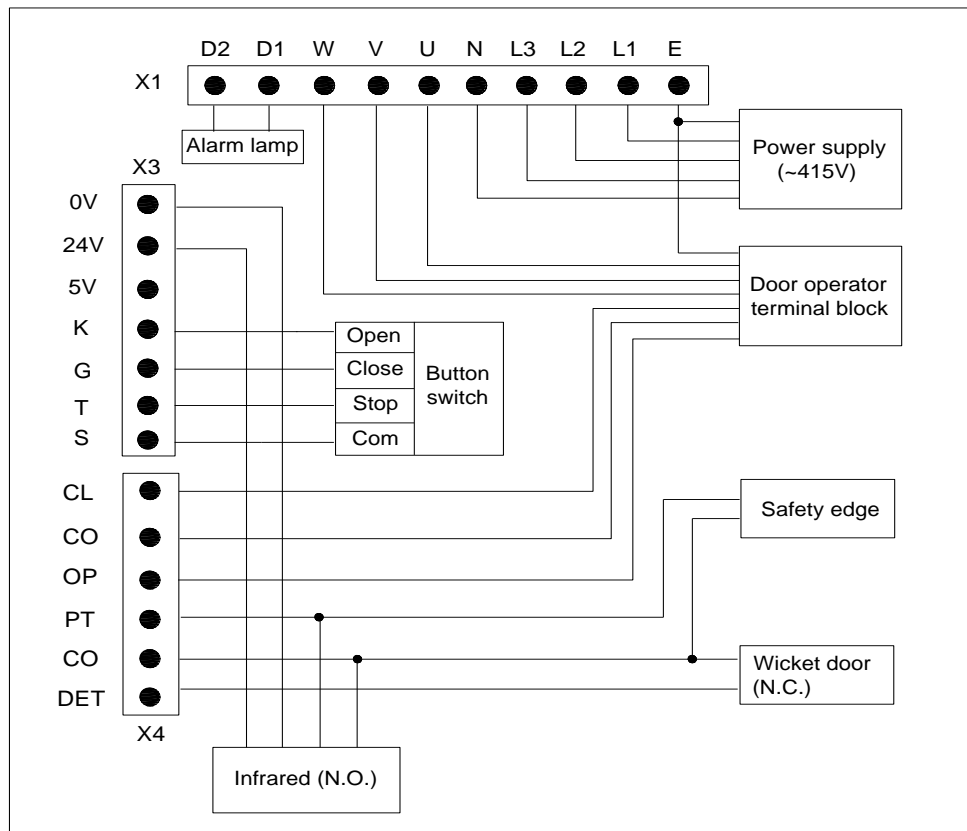 D2 D1 W V U N L3 L2 L1 E
X1
Alarm lamp
Power supply
(~415V)
X3
0V
24V
5V
K
G
T
S
Open
Close
Stop
Com
Button
switch
Door operator
terminal block
CL
CO
OP
PT
CO
DET
X4
Safety edge
Wicket door
(N.C.)
Infrared (N.O.)